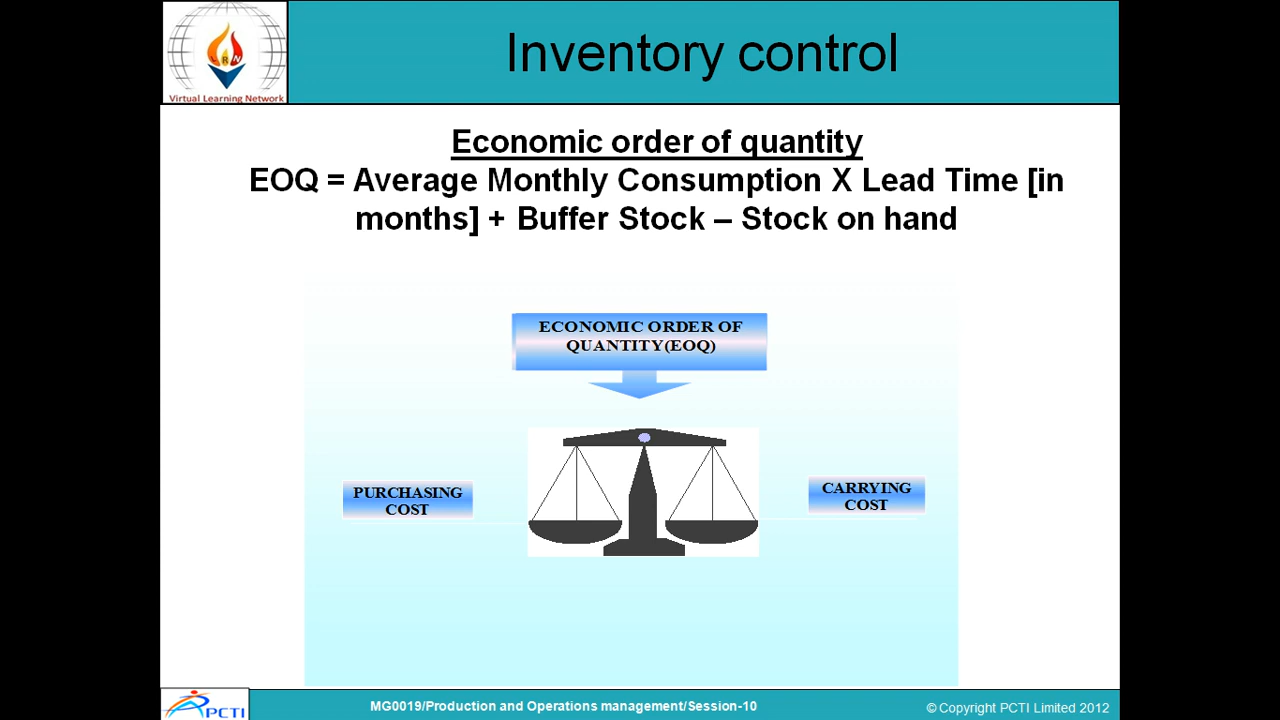 Inventory control
LRN
Virtual Learning Network
Economic order of quantity
EOQ = Average Monthly Consumption X Lead Time [in
months] + Buffer Stock – Stock on hand
ECONOMIC ORDER OF
QUANTITY(EOQ)
PURCHASING
COST
CARRYING
COST
PCTI
MG0019/Production and Operations management/Session-10
© Copyright PCTI Limited 2012